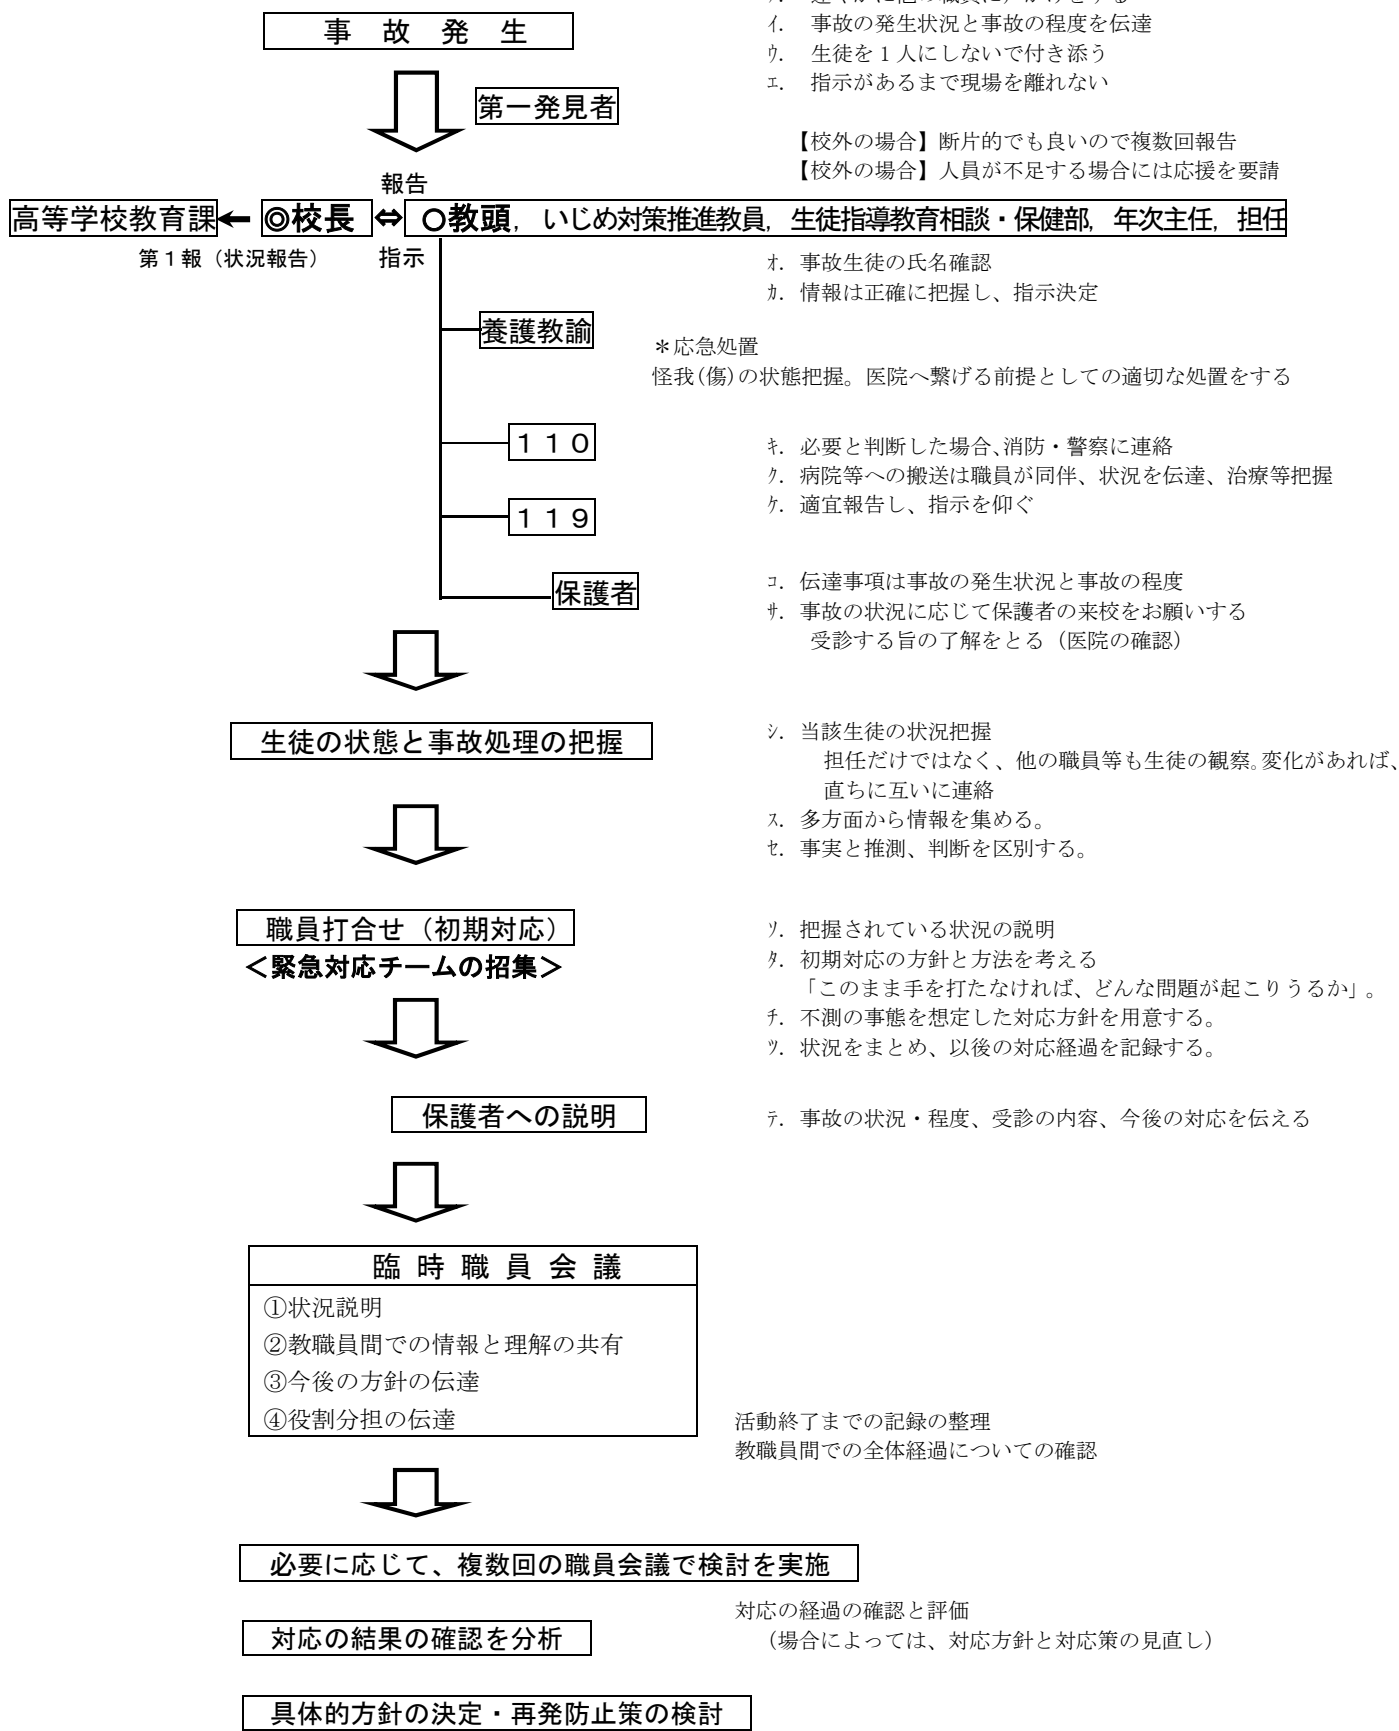 事 故 発 生
ｲ. 事故の発生状況と事故の程度を伝達
ｳ. 生徒を１人にしないで付き添う
ｴ. 指示があるまで現場を離れない
第一発見者
【校外の場合】断片的でも良いので複数回報告
【校外の場合】人員が不足する場合には応援を要請
報告
高等学校教育課←◎校長⇔○教頭，いじめ対策推進教員，生徒指導教育相談・保健部，年次主任，担任
第１報（状況報告） 指示
ｵ. 事故生徒の氏名確認
ｶ. 情報は正確に把握し、指示決定
養護教諭
＊応急処置
怪我(傷)の状態把握。医院へ繋げる前提としての適切な処置をする
１１０
ｷ. 必要と判断した場合、消防・警察に連絡
ｸ. 病院等への搬送は職員が同伴、状況を伝達、治療等把握
ｹ. 適宜報告し、指示を仰ぐ
１１９
保護者
ｺ. 伝達事項は事故の発生状況と事故の程度
ｻ. 事故の状況に応じて保護者の来校をお願いする
受診する旨の了解をとる（医院の確認）
生徒の状態と事故処理の把握
ｼ. 当該生徒の状況把握
担任だけではなく、他の職員等も生徒の観察。変化があれば、
直ちに互いに連絡
ｽ. 多方面から情報を集める。
ｾ. 事実と推測、判断を区別する。
職員打合せ（初期対応）
＜緊急対応チームの招集＞
ｿ. 把握されている状況の説明
ﾀ. 初期対応の方針と方法を考える
「このまま手を打たなければ、どんな問題が起こりうるか」。
ﾁ. 不測の事態を想定した対応方針を用意する。
ﾂ. 状況をまとめ、以後の対応経過を記録する。
保護者への説明
ﾃ. 事故の状況・程度、受診の内容、今後の対応を伝える
臨 時 職 員 会 議
①状況説明
②教職員間での情報と理解の共有
③今後の方針の伝達
④役割分担の伝達
活動終了までの記録の整理
教職員間での全体経過についての確認
必要に応じて、複数回の職員会議で検討を実施
対応の経過の確認と評価
（場合によっては、対応方針と対応策の見直し）
対応の結果の確認を分析
具体的方針の決定・再発防止策の検討